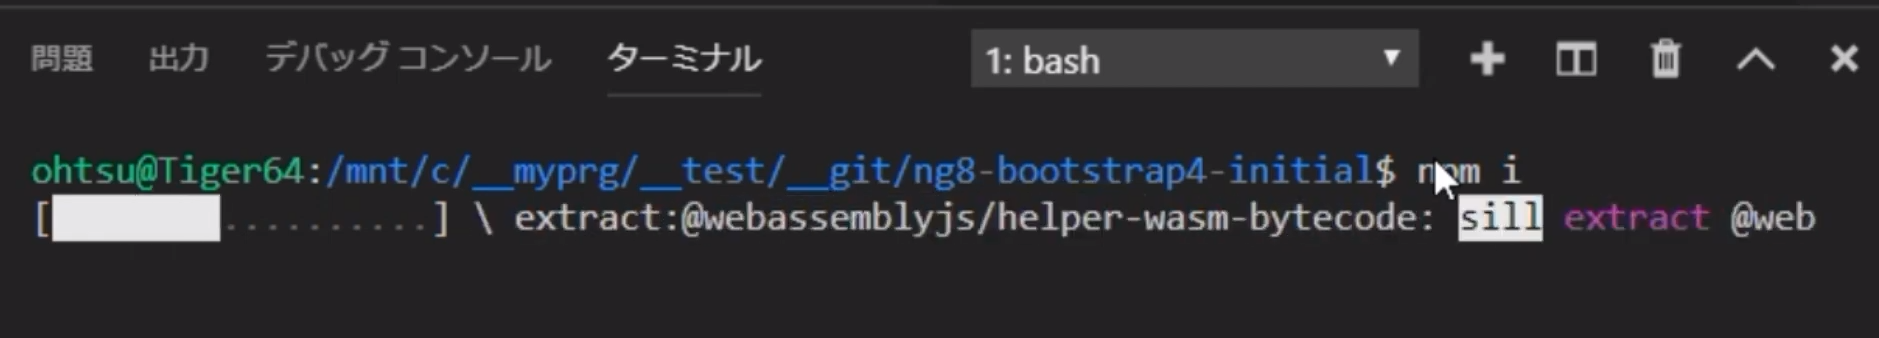 問題 出力 デバッグ コンソール ターミナル 1: bash
ohtsu@Tiger64:/mnt/c/__myprg/__test/__git/ng8-bootstrap4-initial$ npm i
[ ..........] \ extract:@webassemblyjs/helper-wasm-bytecode: sill extract @web